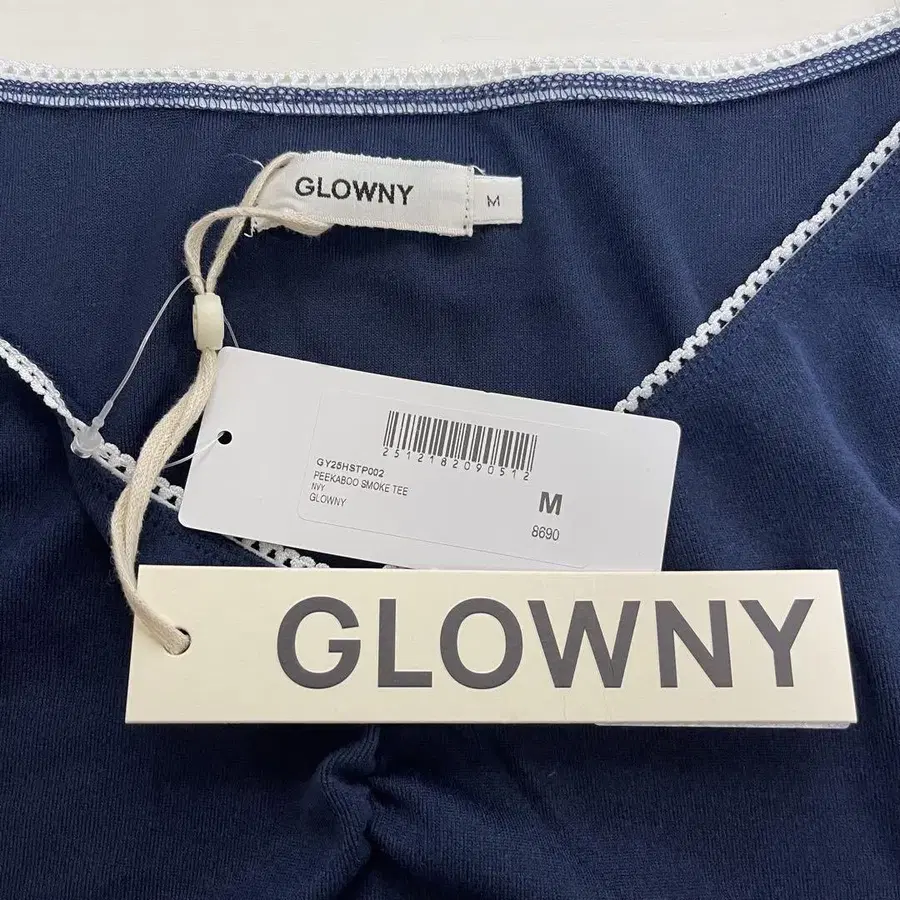 GLOWNY
M
2512182090512
GY25HSTP002
PEEKABOO SMOKE TEE
NVY
GLOWNY
M
8690
GLOWNY